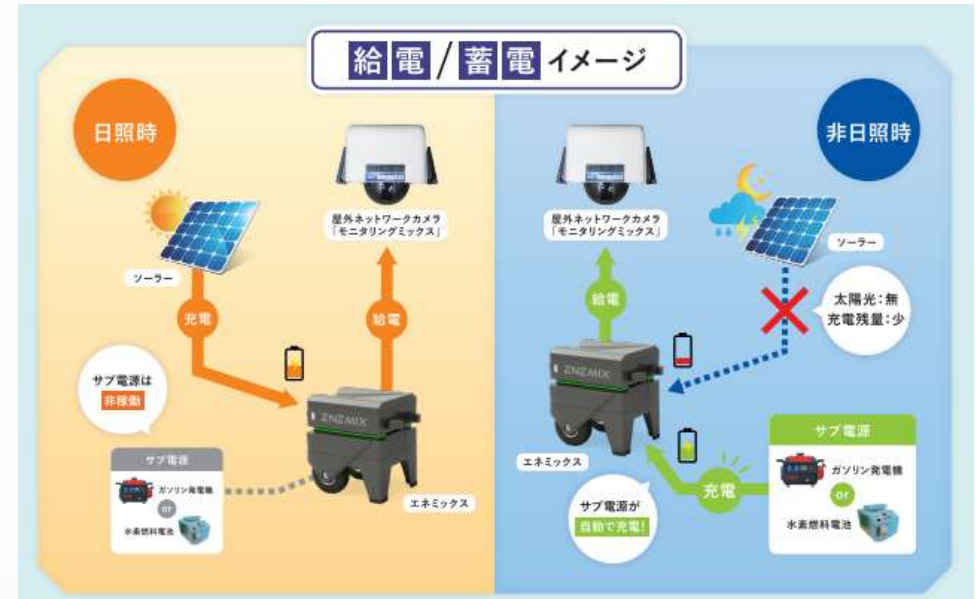 給電/蓄電イメージ
日照時
屋外ネットワークカメラ
「モニタリングミックス」
ソーラー
充電
給電
サブ電源は
非稼動
ENEMIX
サブ電源
ガソリン発電機
or
水素燃料電池
エネミックス
非日照時
屋外ネットワークカメラ
「モニタリングミックス」
ソーラー
太陽光:無
充電残量:少
給電
ENEMIX
エネミックス
サブ電源が
自動で充電!
充電
サブ電源
ガソリン発電機
or
水素燃料電池